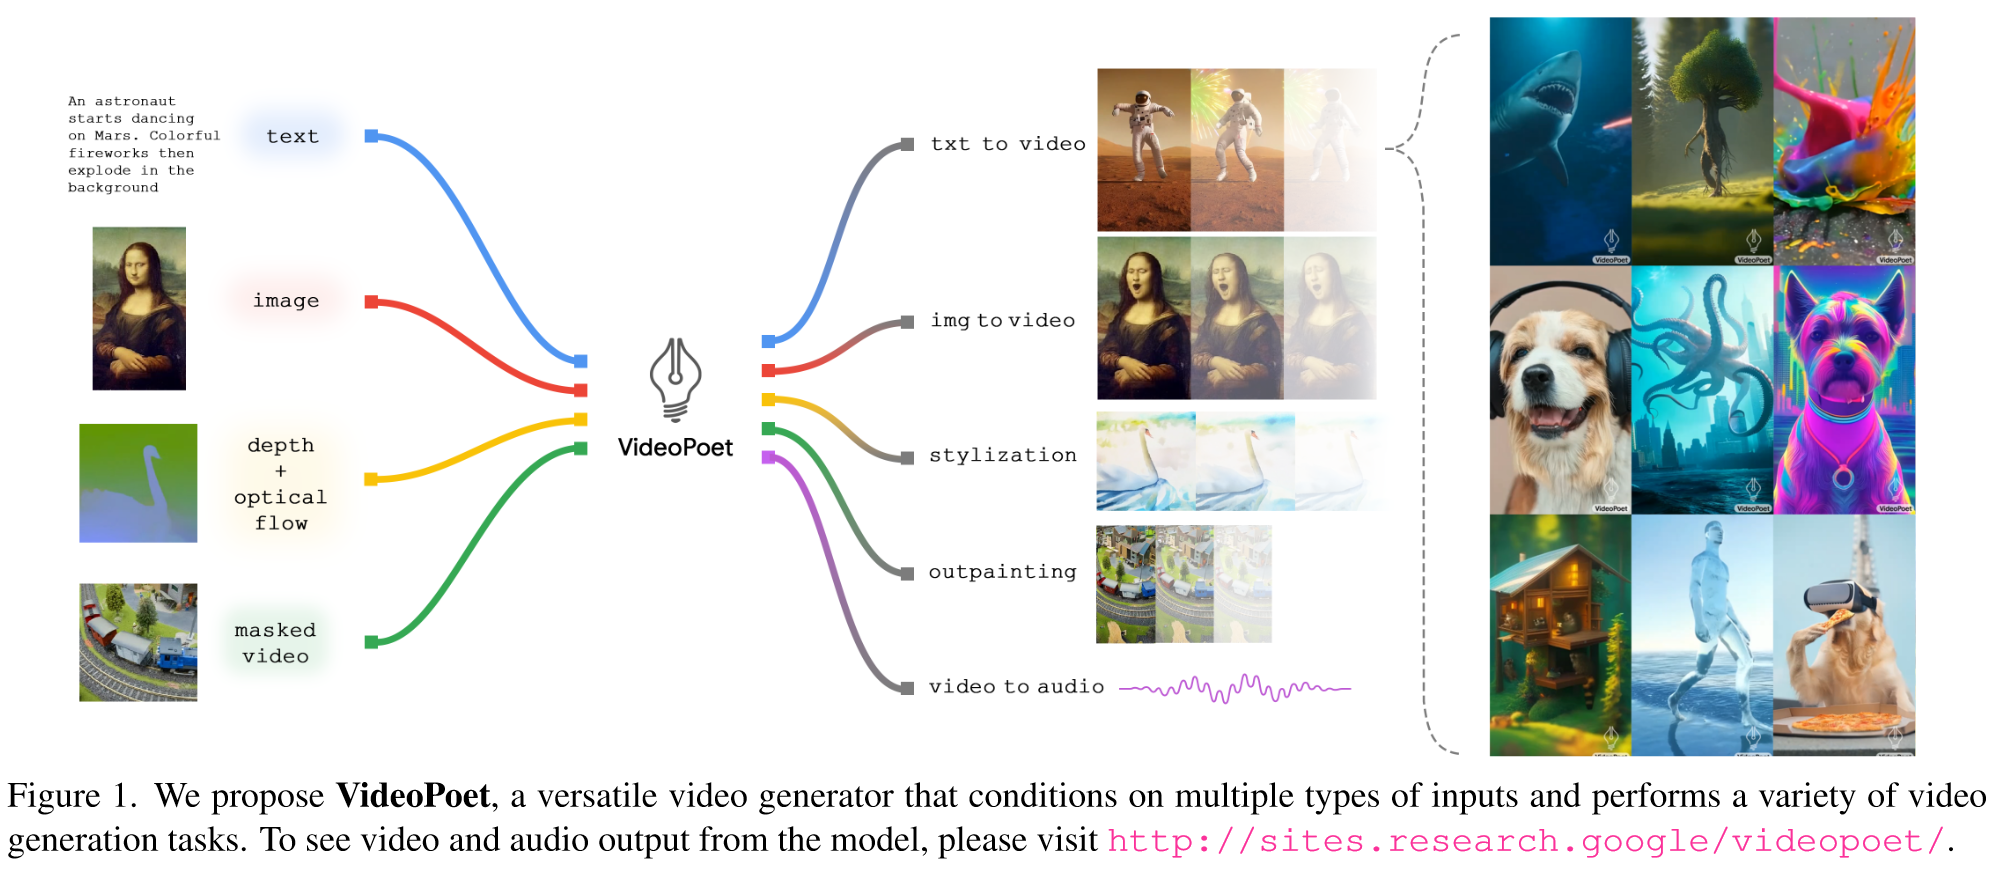 An astronaut
starts dancing
on Mars. Colorful
fireworks then
explode in the
background
text
image
depth
+
optical
flow
masked
video
VideoPoet
txt to video
img to video
stylization
outpainting
video to audio
VideoPoet
VideoPoet
VideoPoet
VideoPoet
VideoPoet
VideoPoet
Figure 1. We propose VideoPoet, a versatile video generator that conditions on multiple types of inputs and performs a variety of video
generation tasks. To see video and audio output from the model, please visit http://sites.research.google/videopoet/.